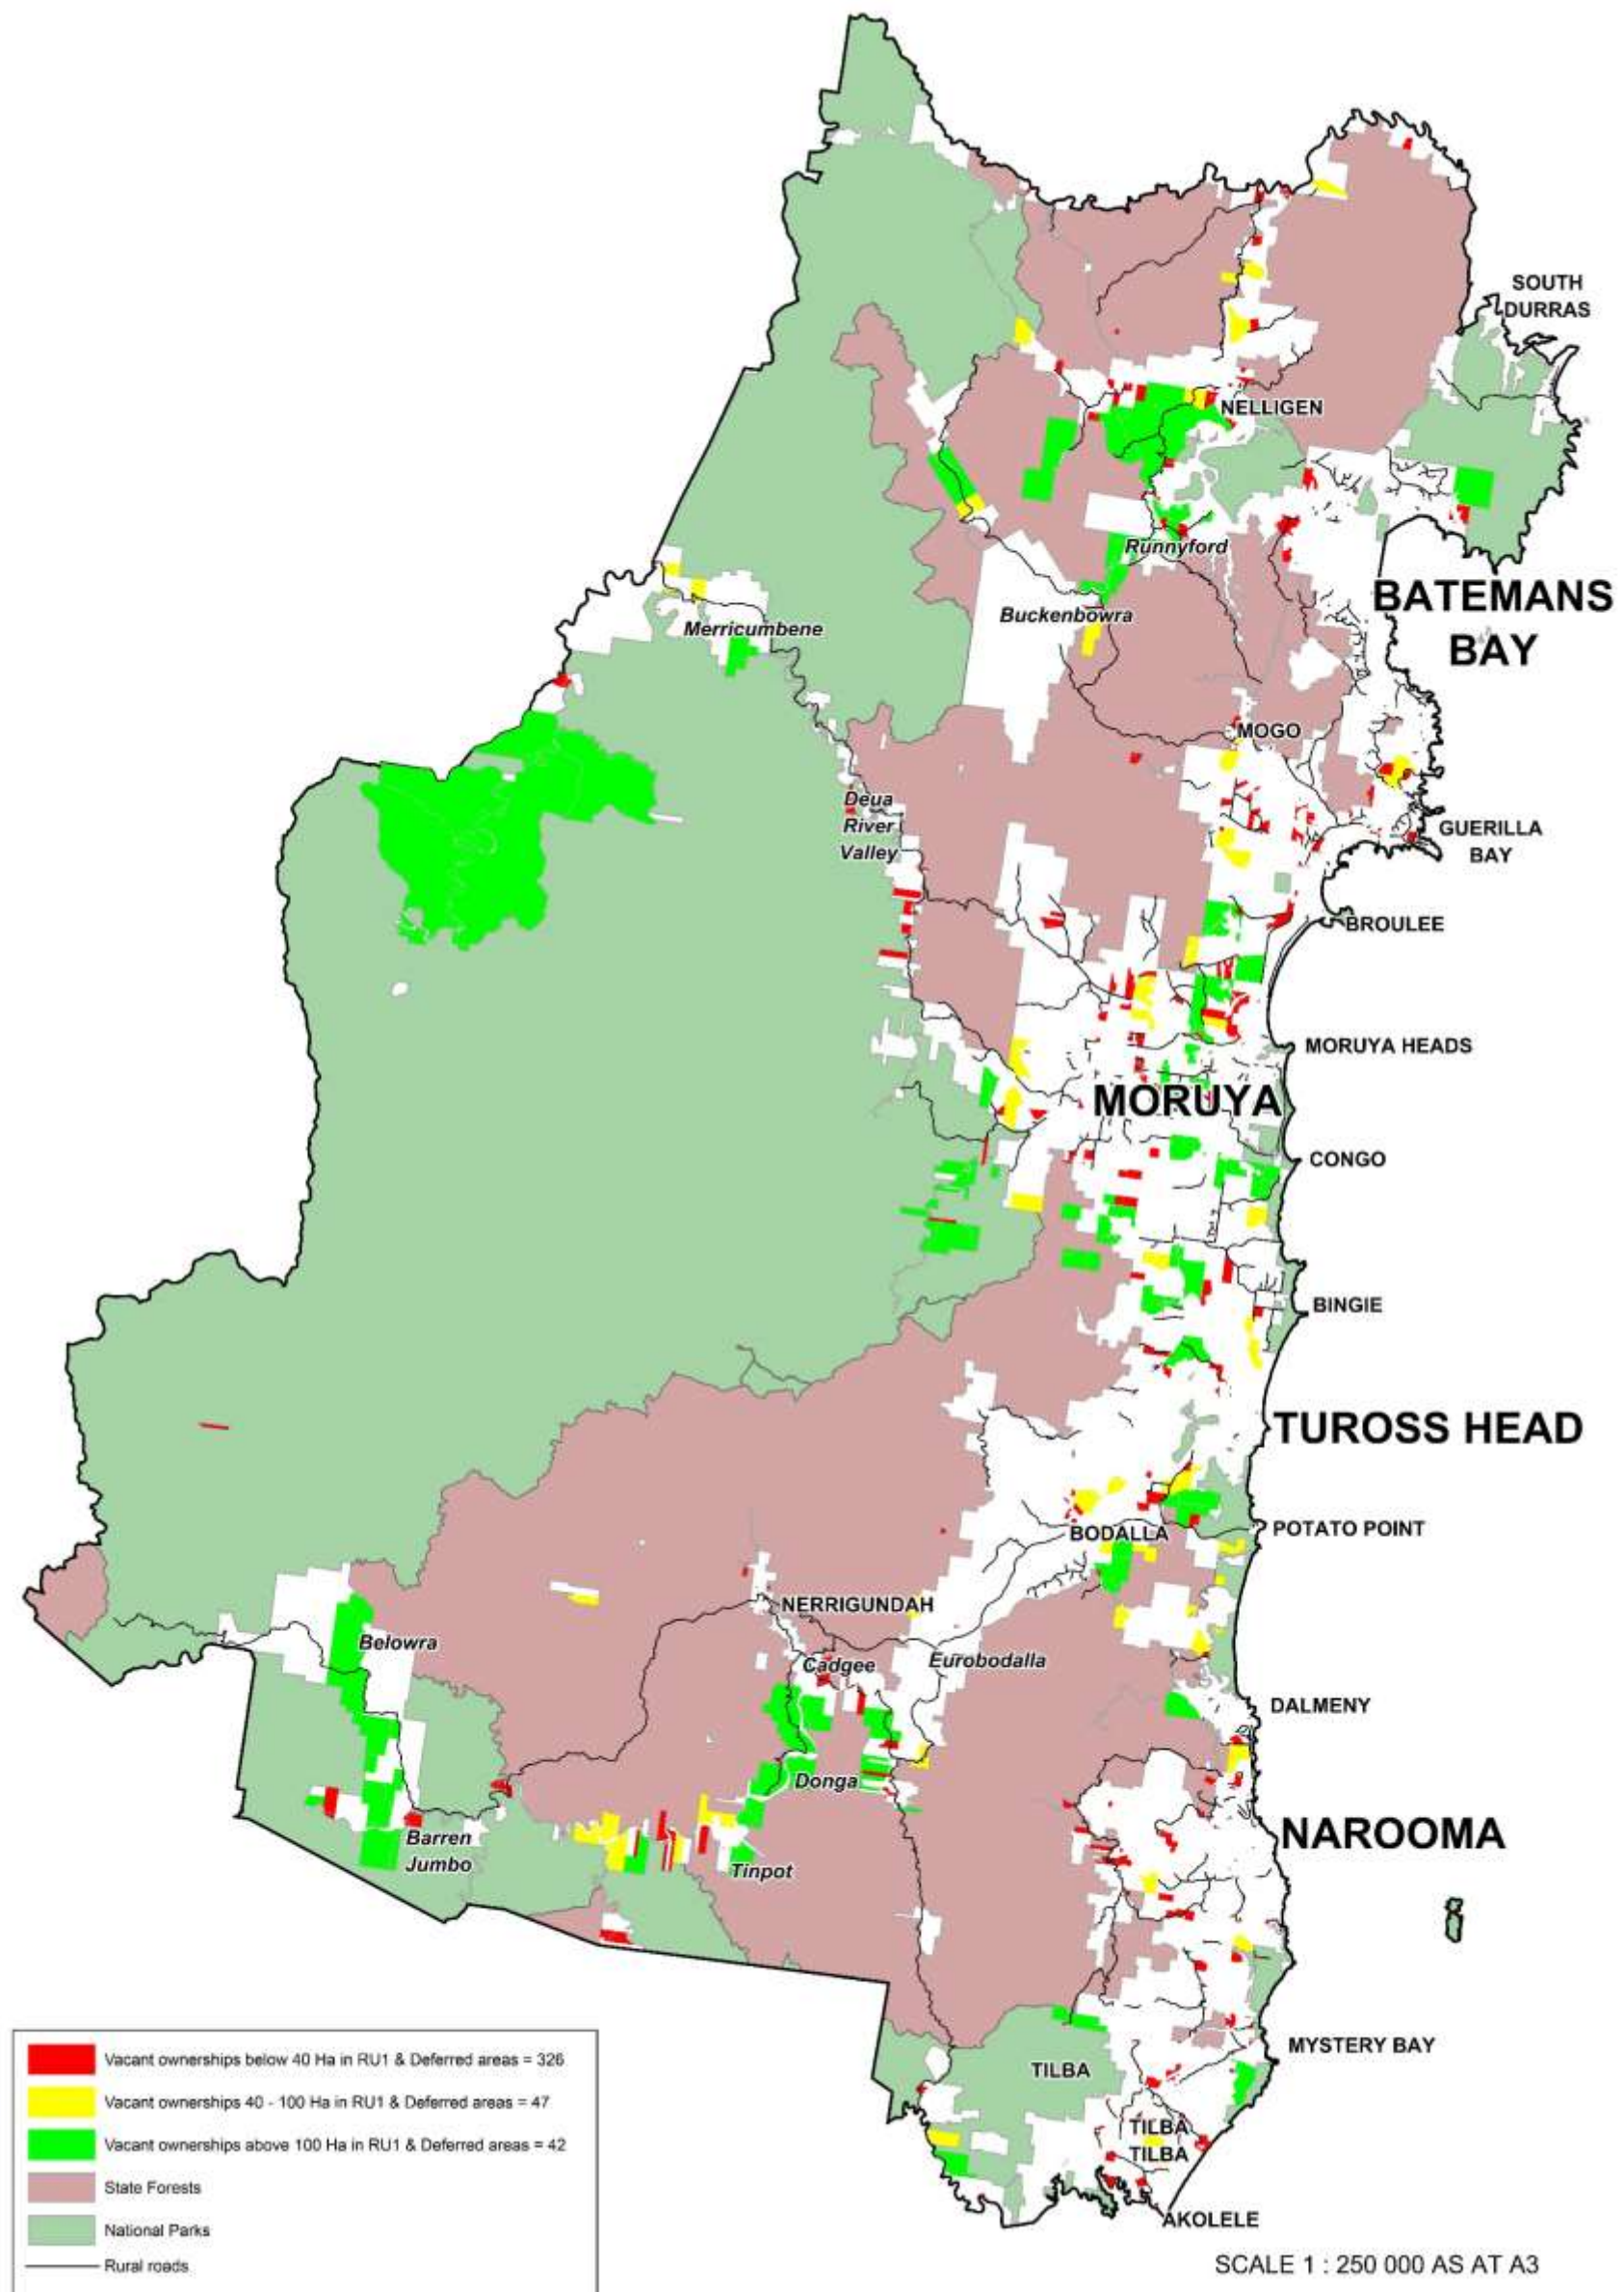 SOUTH
DURRAS
NELLIGEN
Runnyford
BATEMANS
BAY
Buckenbowra
Merricumbene
MOGO
Deua
River
Valley
GUERILLA
BAY
BROULEE
MORUYA HEADS
MORUYA
CONGO
BINGIE
TUROSS HEAD
BODALLA
POTATO POINT
NERRIGUNDAH
Belowra
Cadgee
Eurobodalla
DALMENY
Donga
NAROOMA
Barren
Jumbo
Tinpot
MYSTERY BAY
TILBA
TILBA
TILBA
AKOLELE
Vacant ownerships below 40 Ha in RU1 & Deferred areas = 326
Vacant ownerships 40 - 100 Ha in RU1 & Deferred areas = 47
Vacant ownerships above 100 Ha in RU1 & Deferred areas = 42
State Forests
National Parks
Rural roads
SCALE 1 : 250 000 AS AT A3